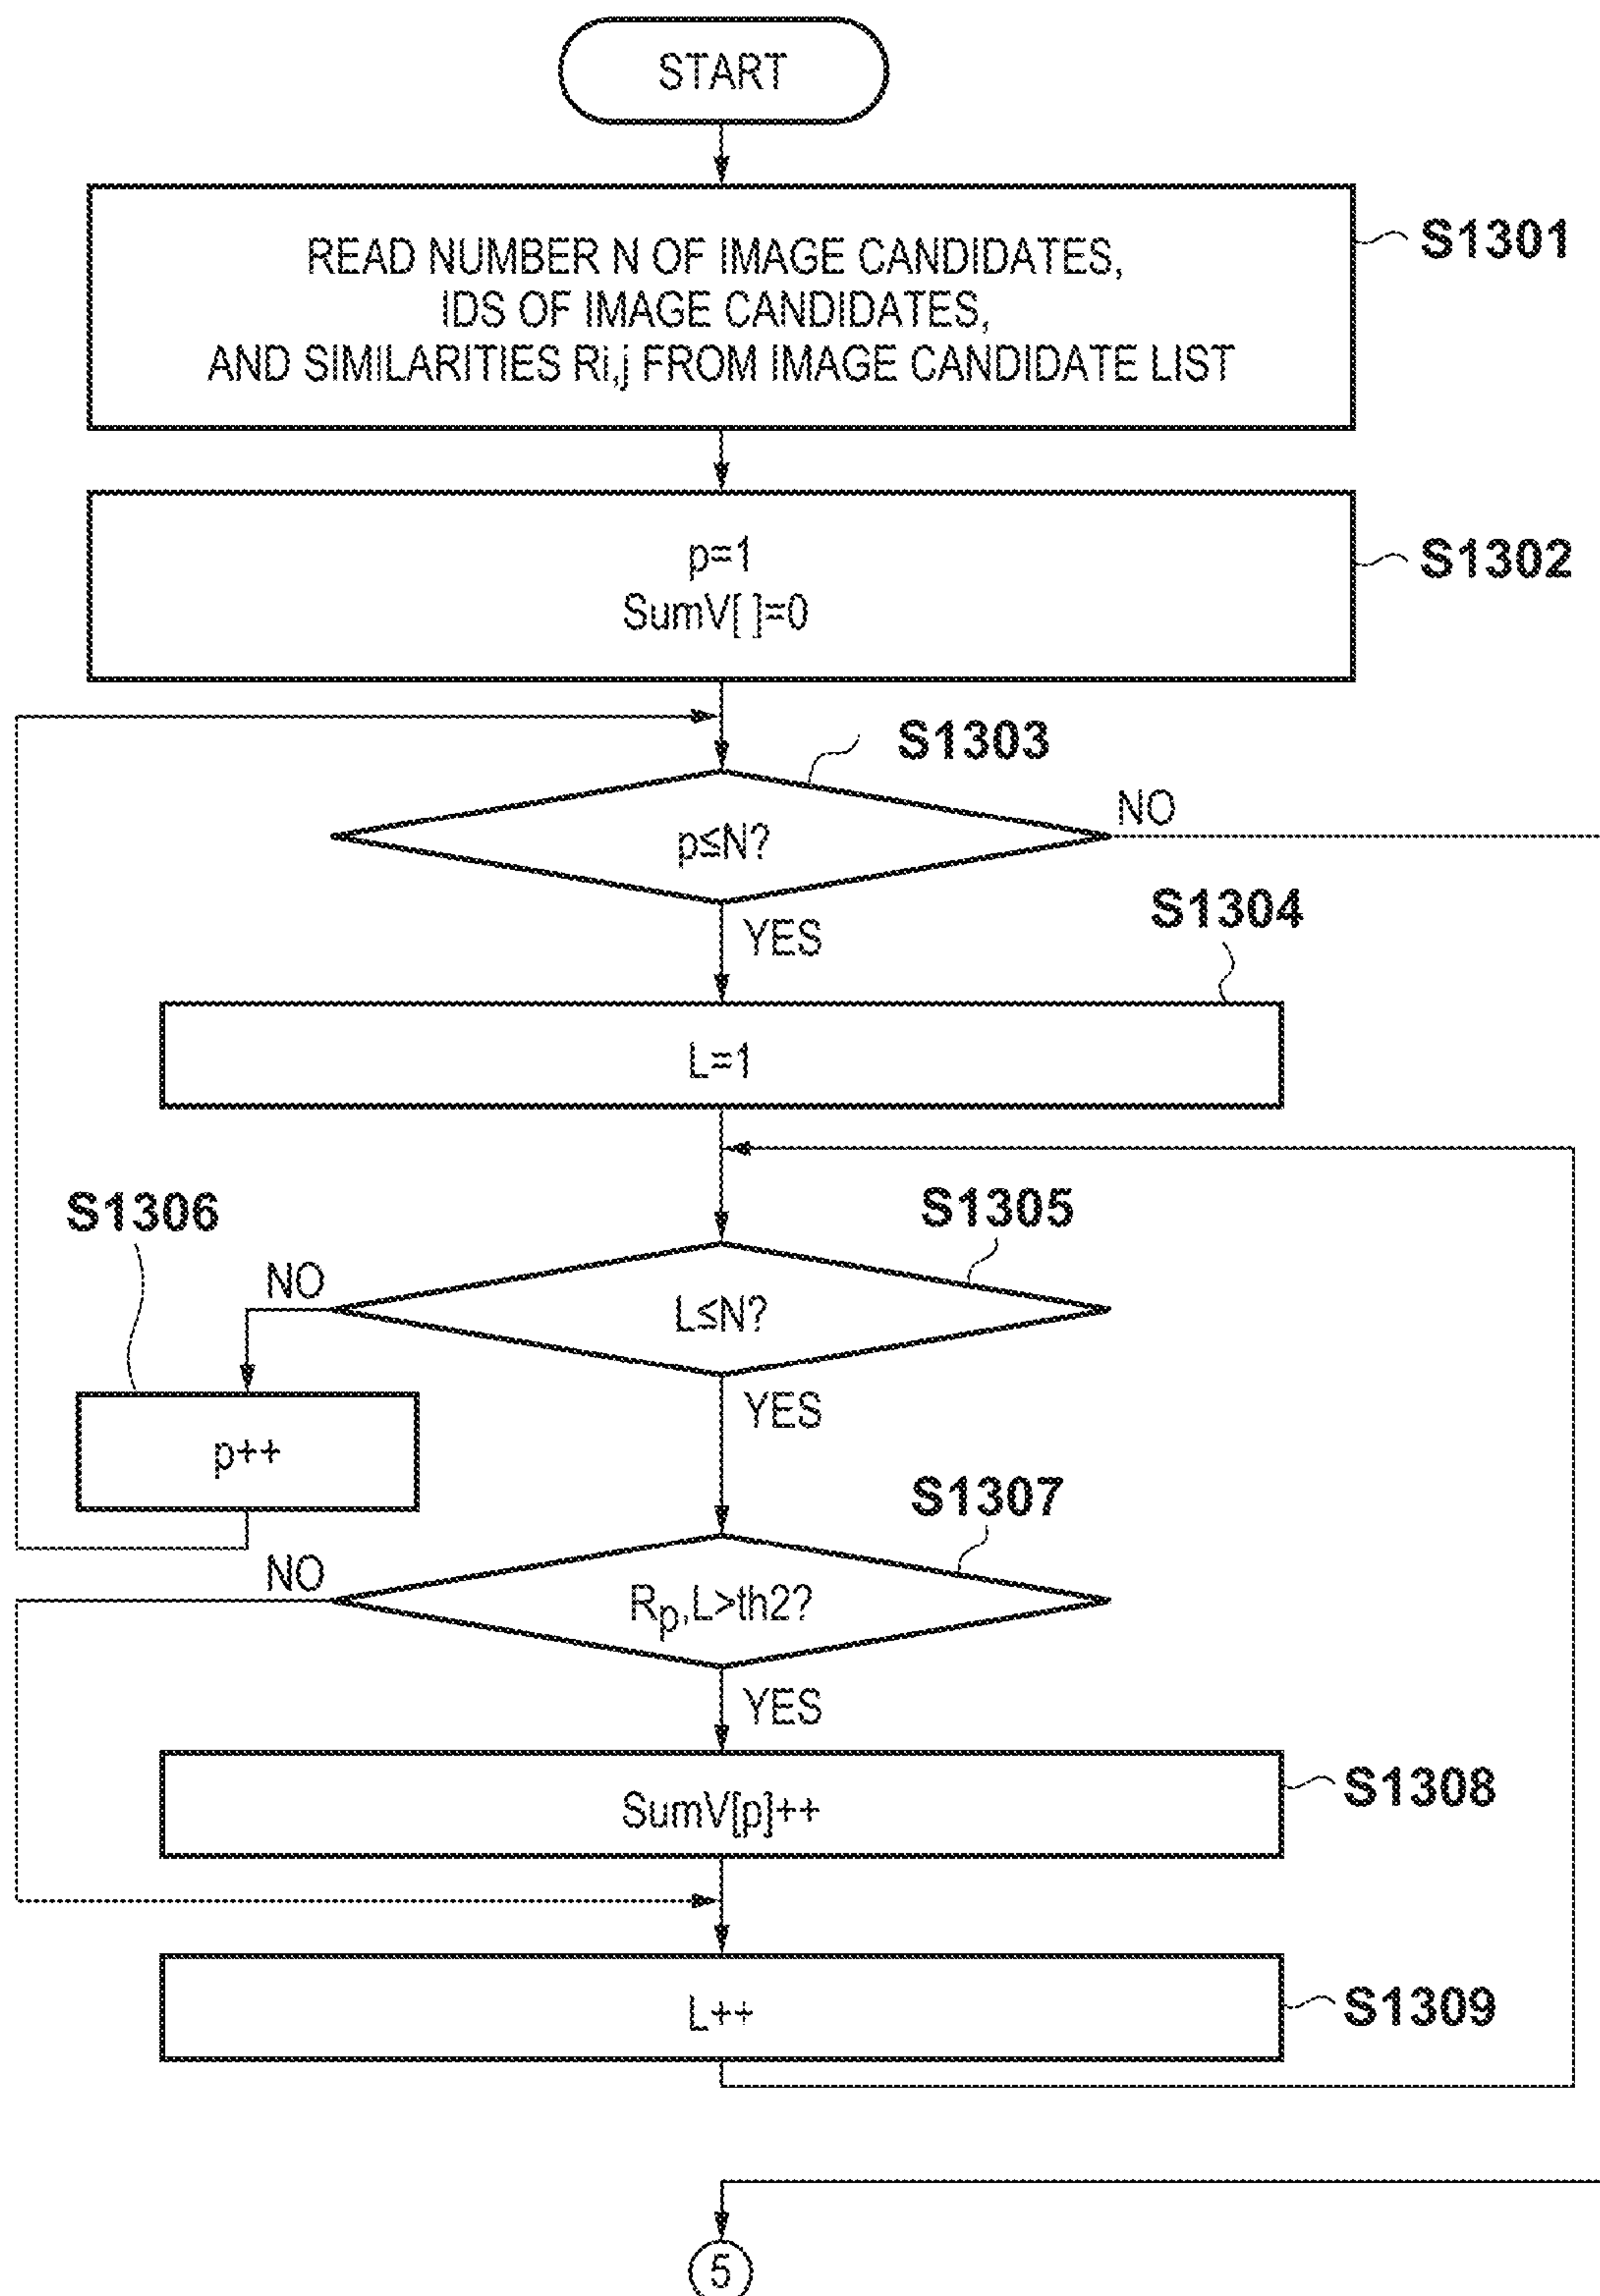 START
READ NUMBER N OF IMAGE CANDIDATES,
IDS OF IMAGE CANDIDATES,
AND SIMILARITIES Ri,j FROM IMAGE CANDIDATE LIST
S1301
p=1
SumV[ ]=0
S1302
S1303
p≤N?
NO
YES
S1304
L=1
S1305
S1306
NO
L≤N?
YES
p++
S1307
NO
Rp,L>th2?
YES
SumV[p]++
S1308
L++
S1309
5